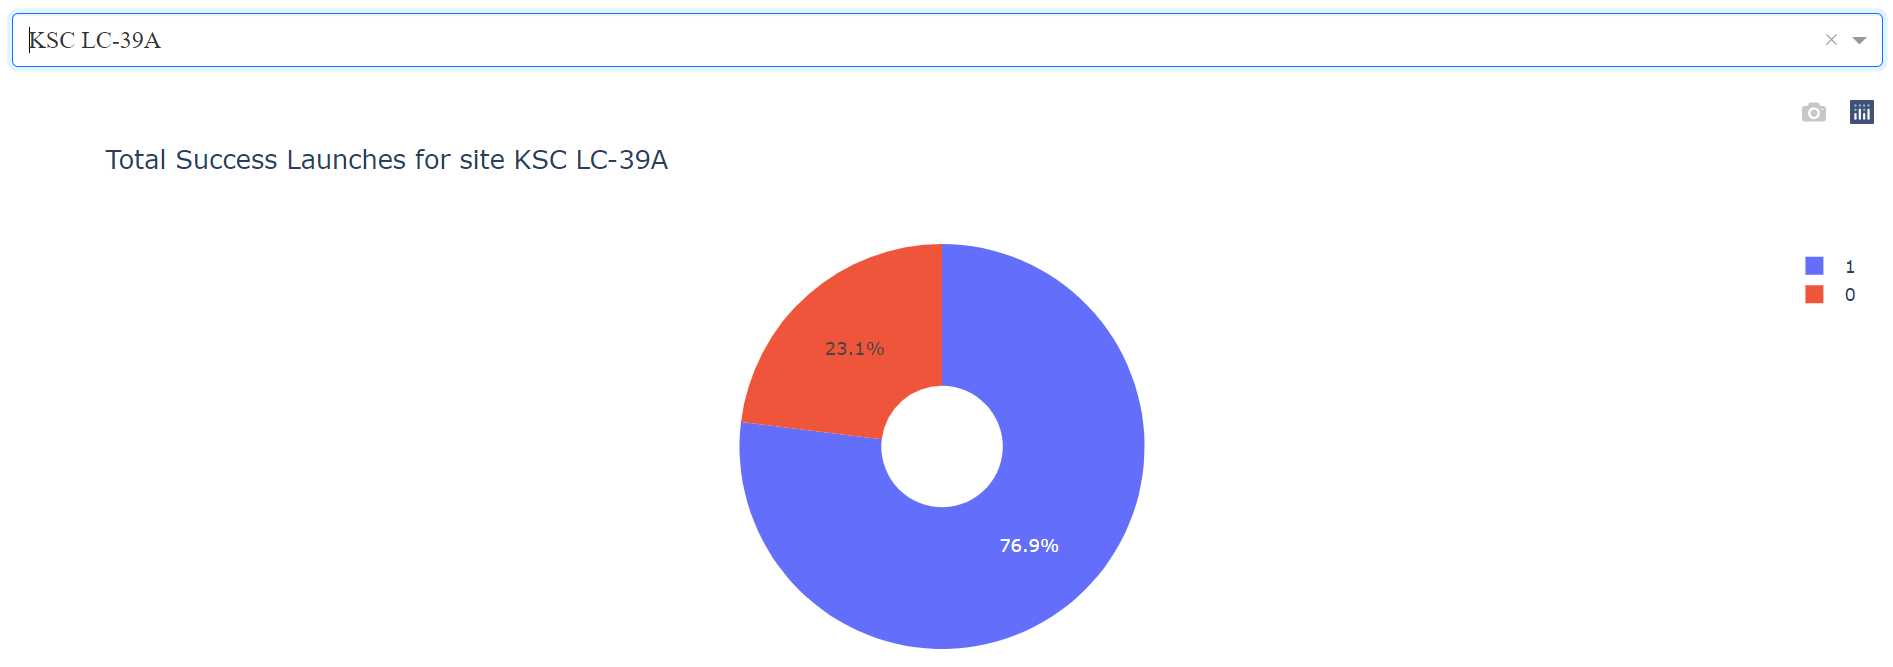 KSC LC-39A
Total Success Launches for site KSC LC-39A
1
0
23.1%
76.9%